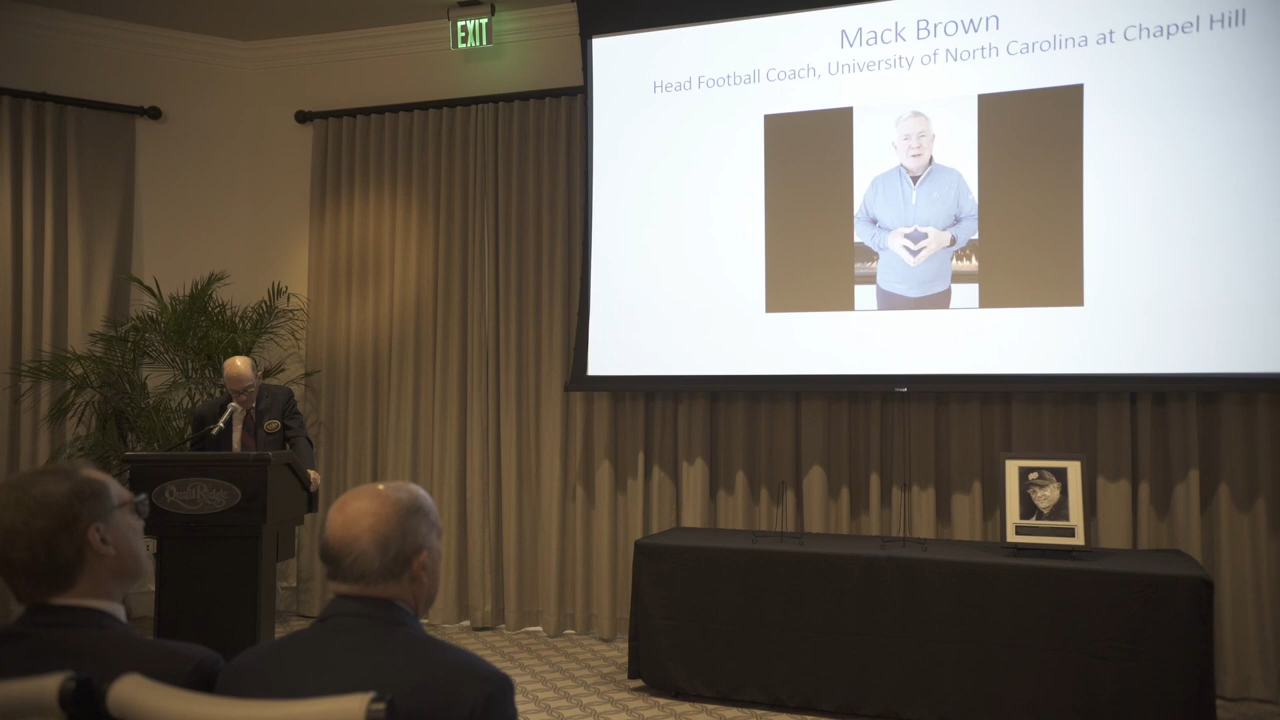 EXIT
Mack Brown
Head Football Coach, University of North Carolina at Chapel Hill
Quail Ridge